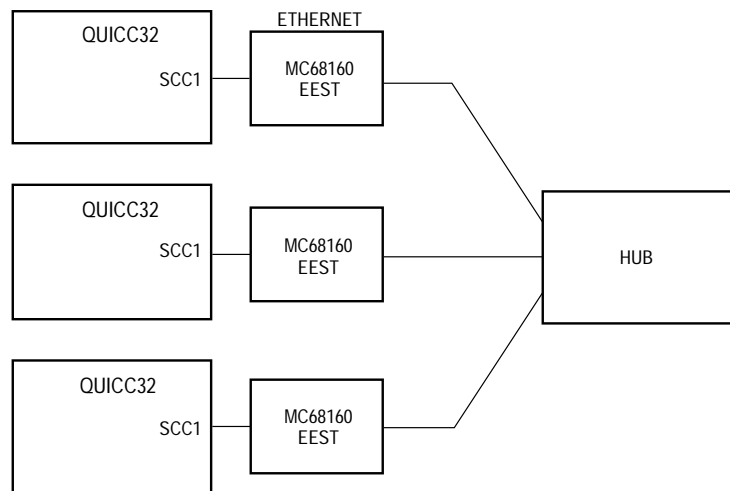 ETHERNET
QUICC32
SCC1
MC68160
EEST
QUICC32
SCC1
MC68160
EEST
HUB
QUICC32
SCC1
MC68160
EEST